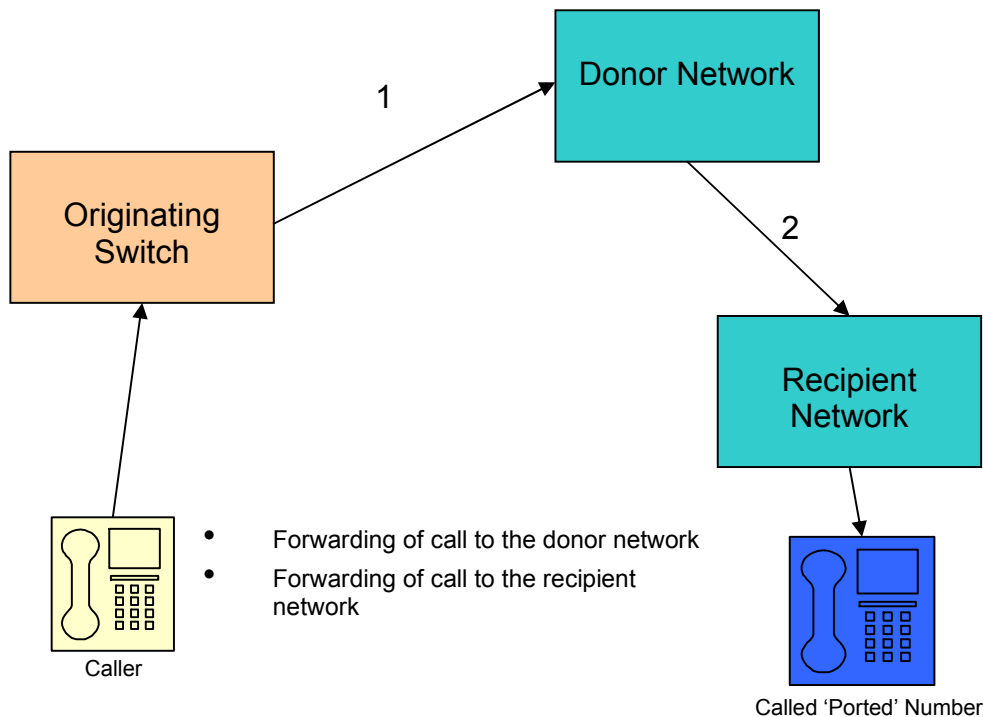 Donor Network
1
Originating
Switch
2
Recipient
Network
• Forwarding of call to the donor network
• Forwarding of call to the recipient
network
Caller
Called ‘Ported’ Number